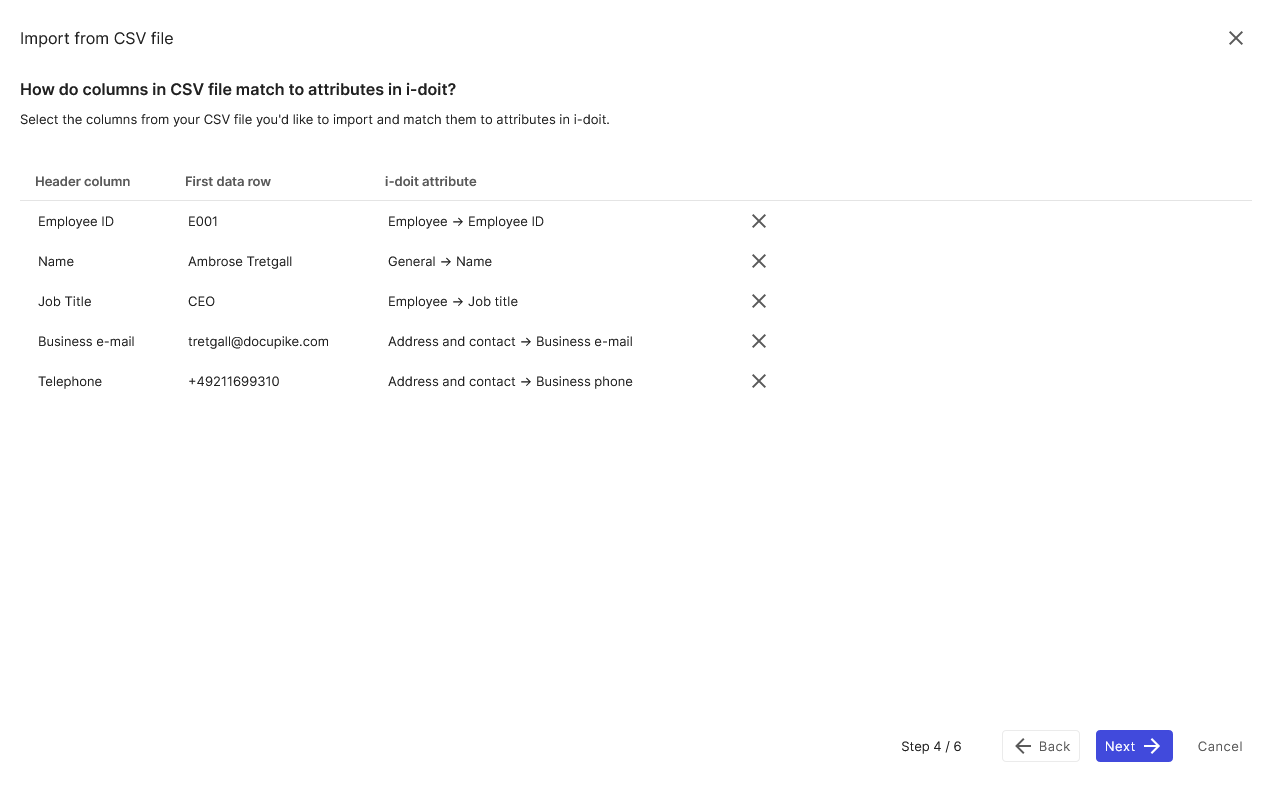 Import from CSV file
How do columns in CSV file match to attributes in i-doit?
Select the columns from your CSV file you'd like to import and match them to attributes in i-doit.
Header column First data row i-doit attribute
Employee ID E001 Employee → Employee ID
Name Ambrose Tretgall General → Name
Job Title CEO Employee → Job title
Business e-mail tretgall@docupike.com Address and contact → Business e-mail
Telephone +49211699310 Address and contact → Business phone
Step 4 / 6 Back Next Cancel